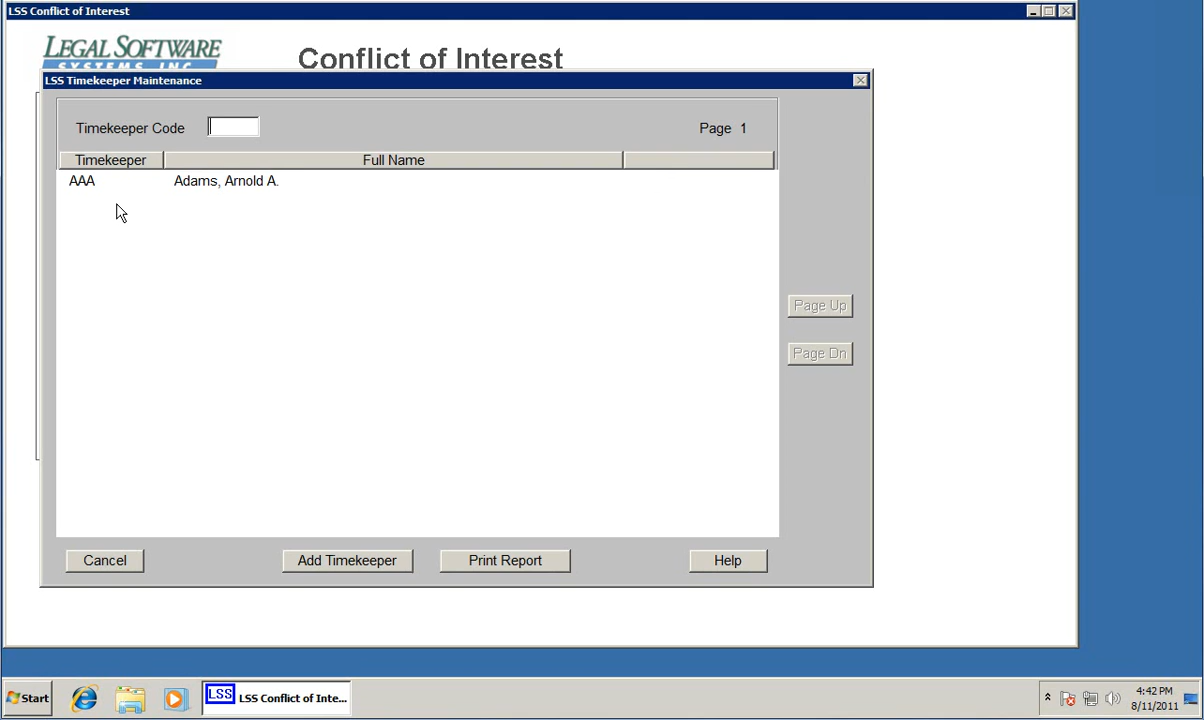 LSS Conflict of Interest
LEGAL SOFTWARE
SYSTEMS, INC.
Conflict of Interest
LSS Timekeeper Maintenance
Timekeeper Code
Page 1
Timekeeper Full Name
AAA Adams, Arnold A.
Page Up
Page Dn
Cancel Add Timekeeper Print Report Help
Start LSS LSS Conflict of Inte... 4:42 PM
8/11/2011